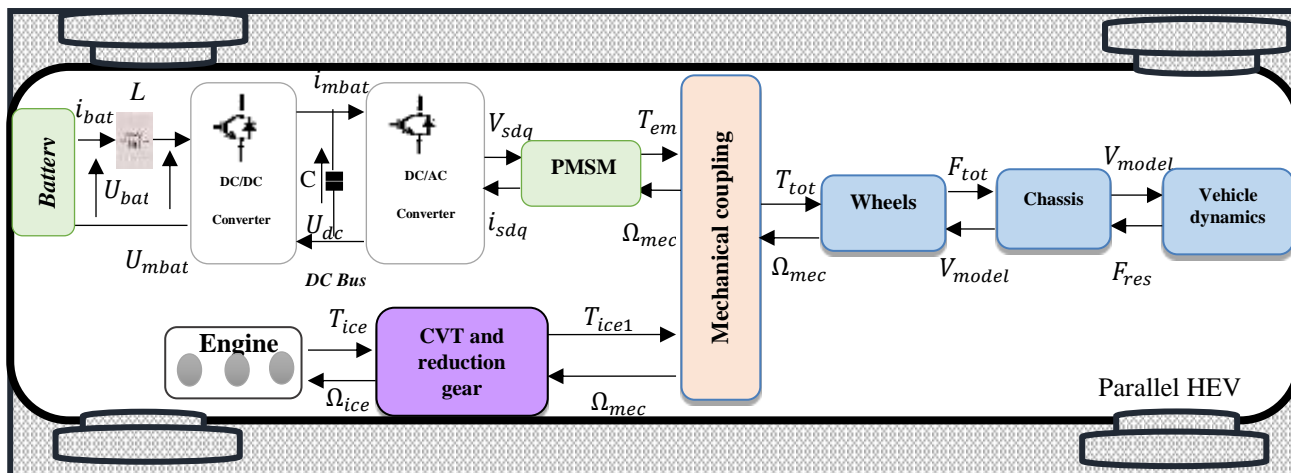 i_bat
L
i_mbat
Battery
U_bat
U_mbat
DC/DC
Converter
C
U_dc
DC Bus
DC/AC
Converter
V_sdq
i_sdq
PMSM
T_em
Ω_mec
Mechanical coupling
T_tot
Ω_mec
Wheels
F_tot
V_model
Chassis
V_model
F_res
Vehicle
dynamics
Engine
T_ice
Ω_ice
CVT and
reduction
gear
T_ice1
Ω_mec
Parallel HEV